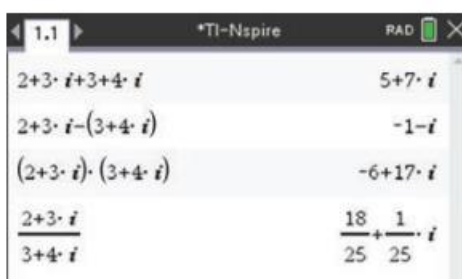 1.1 *TI-Nspire RAD
2+3·i+3+4·i 5+7·i
2+3·i-(3+4·i) -1-i
(2+3·i)·(3+4·i) -6+17·i
2+3·i 18 1
/ + ·i
3+4·i 25 25